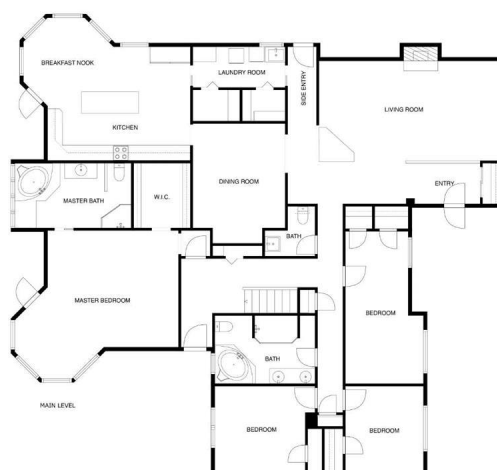 BREAKFAST NOOK
LAUNDRY ROOM
SIDE ENTRY
LIVING ROOM
KITCHEN
DINING ROOM
ENTRY
MASTER BATH
W.I.C.
BATH
MASTER BEDROOM
BEDROOM
BATH
MAIN LEVEL
BEDROOM
BEDROOM